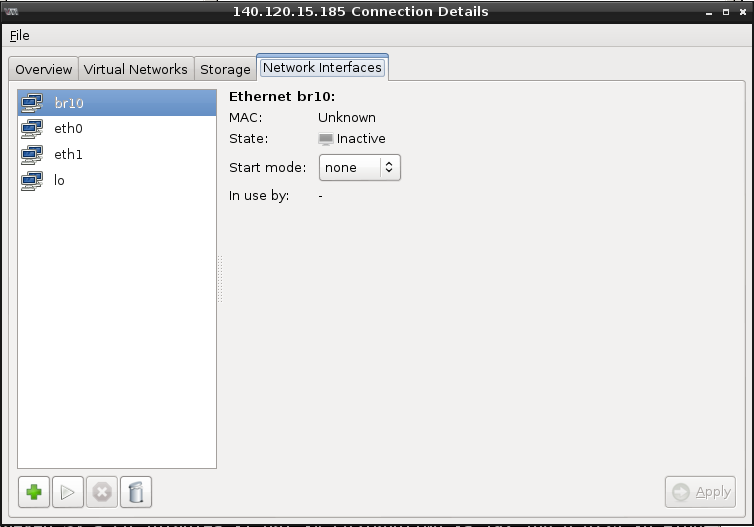 140.120.15.185 Connection Details
File
Overview Virtual Networks Storage Network Interfaces
br10
eth0
eth1
lo
Ethernet br10:
MAC: Unknown
State: Inactive
Start mode: none
In use by: -
Apply